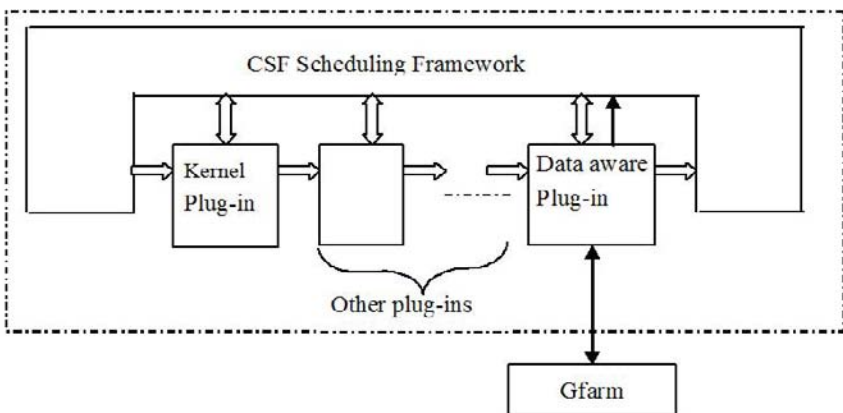 CSF Scheduling Framework
Kernel
Plug-in
Data aware
Plug-in
Other plug-ins
Gfarm